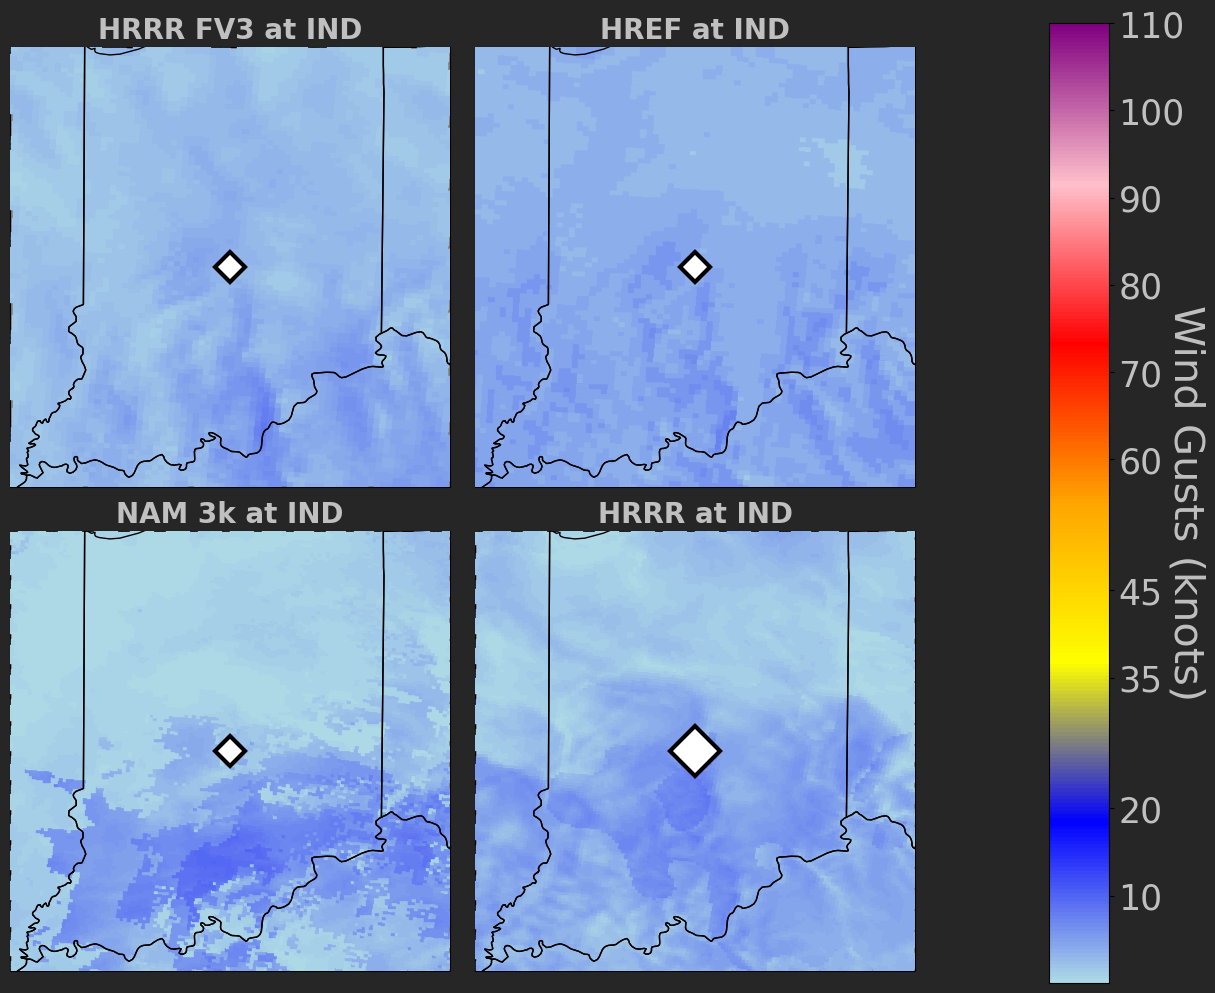 HRRR FV3 at IND
HREF at IND
NAM 3k at IND
HRRR at IND
110
100
90
80
70
60
45
35
20
10
Wind Gusts (knots)